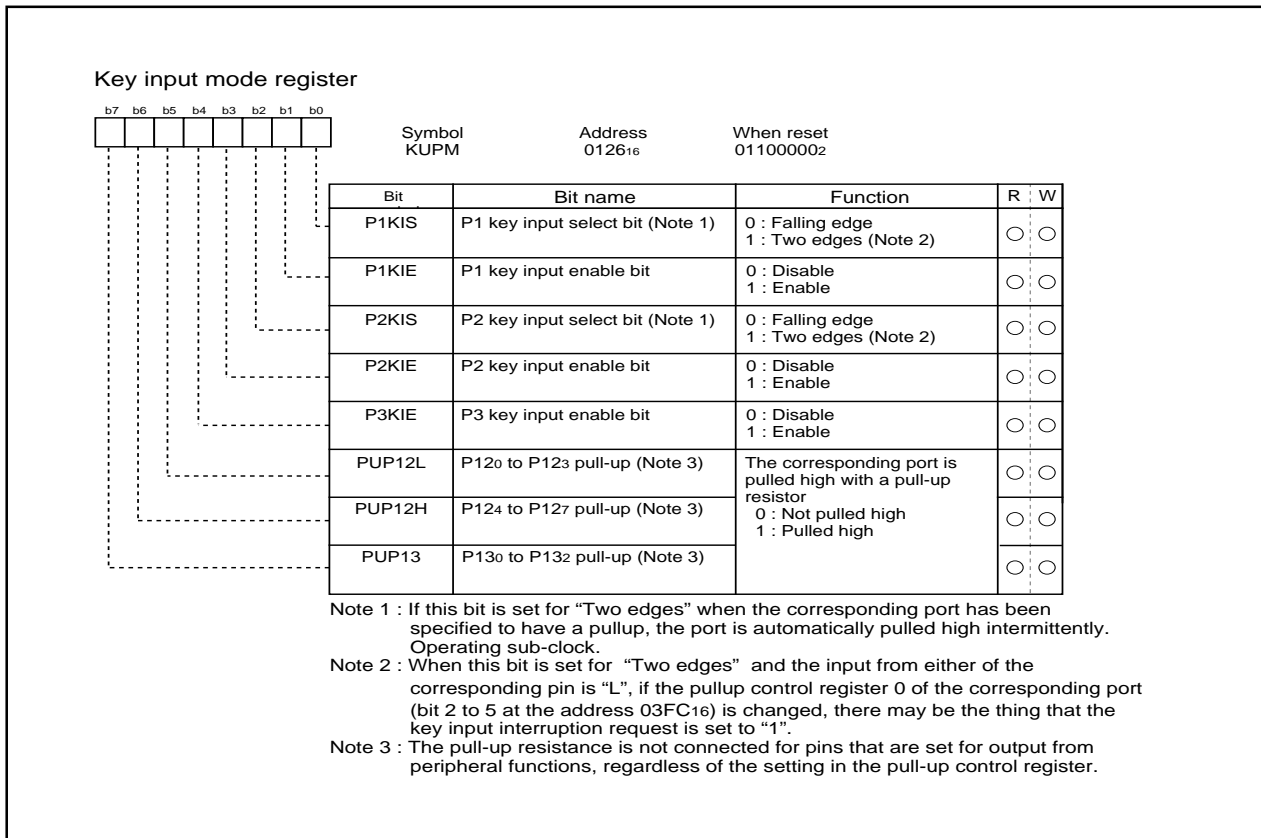 Key input mode register
b7 b6 b5 b4 b3 b2 b1 b0
Symbol Address When reset
KUPM 012616 011000002
Bit Bit name Function R W
P1KIS P1 key input select bit (Note 1) 0 : Falling edge
1 : Two edges (Note 2)
P1KIE P1 key input enable bit 0 : Disable
1 : Enable
P2KIS P2 key input select bit (Note 1) 0 : Falling edge
1 : Two edges (Note 2)
P2KIE P2 key input enable bit 0 : Disable
1 : Enable
P3KIE P3 key input enable bit 0 : Disable
1 : Enable
PUP12L P120 to P123 pull-up (Note 3) The corresponding port is
pulled high with a pull-up
resistor
PUP12H P124 to P127 pull-up (Note 3) 0 : Not pulled high
1 : Pulled high
PUP13 P130 to P132 pull-up (Note 3)
Note 1 : If this bit is set for “Two edges” when the corresponding port has been
specified to have a pullup, the port is automatically pulled high intermittently.
Operating sub-clock.
Note 2 : When this bit is set for “Two edges” and the input from either of the
corresponding pin is “L”, if the pullup control register 0 of the corresponding port
(bit 2 to 5 at the address 03FC16) is changed, there may be the thing that the
key input interruption request is set to “1”.
Note 3 : The pull-up resistance is not connected for pins that are set for output from
peripheral functions, regardless of the setting in the pull-up control register.